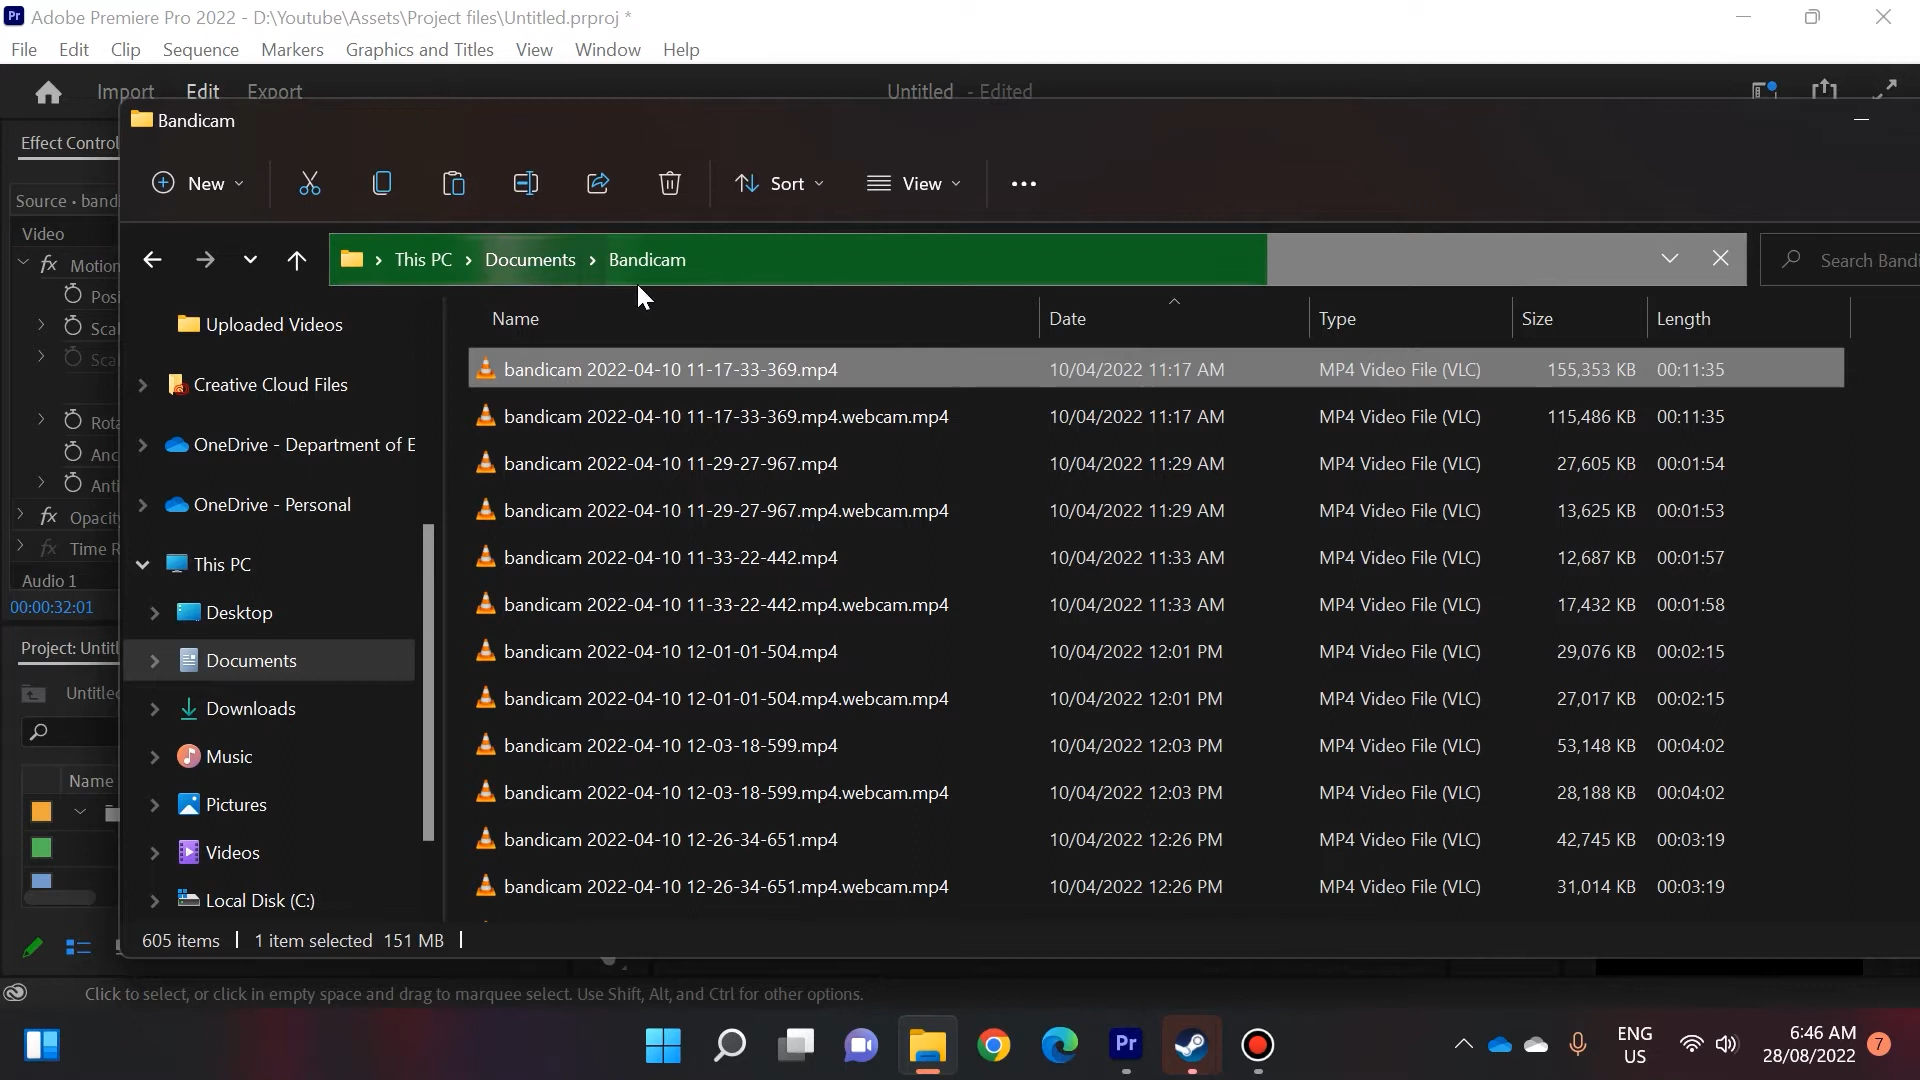 Pr Adobe Premiere Pro 2022 - D:\Youtube\Assets\Project files\Untitled.prproj *
File Edit Clip Sequence Markers Graphics and Titles View Window Help
Import Edit Export Untitled - Edited
Bandicam
Effect Control
New Sort View
Source • bandi
Video
This PC Documents Bandicam Search Bandi
fx Motion
Posi
Name Date Type Size Length
Uploaded Videos
Scal
Scal
bandicam 2022-04-10 11-17-33-369.mp4 10/04/2022 11:17 AM MP4 Video File (VLC) 155,353 KB 00:11:35
Creative Cloud Files
bandicam 2022-04-10 11-17-33-369.mp4.webcam.mp4 10/04/2022 11:17 AM MP4 Video File (VLC) 115,486 KB 00:11:35
Rota
OneDrive - Department of E
Anc
bandicam 2022-04-10 11-29-27-967.mp4 10/04/2022 11:29 AM MP4 Video File (VLC) 27,605 KB 00:01:54
Anti
OneDrive - Personal
bandicam 2022-04-10 11-29-27-967.mp4.webcam.mp4 10/04/2022 11:29 AM MP4 Video File (VLC) 13,625 KB 00:01:53
fx Opacity
fx Time R
bandicam 2022-04-10 11-33-22-442.mp4 10/04/2022 11:33 AM MP4 Video File (VLC) 12,687 KB 00:01:57
This PC
Audio 1
00:00:32:01
Desktop
bandicam 2022-04-10 11-33-22-442.mp4.webcam.mp4 10/04/2022 11:33 AM MP4 Video File (VLC) 17,432 KB 00:01:58
Project: Untitl
Documents
bandicam 2022-04-10 12-01-01-504.mp4 10/04/2022 12:01 PM MP4 Video File (VLC) 29,076 KB 00:02:15
Untitled
Downloads
bandicam 2022-04-10 12-01-01-504.mp4.webcam.mp4 10/04/2022 12:01 PM MP4 Video File (VLC) 27,017 KB 00:02:15
Music
bandicam 2022-04-10 12-03-18-599.mp4 10/04/2022 12:03 PM MP4 Video File (VLC) 53,148 KB 00:04:02
Name
Pictures
bandicam 2022-04-10 12-03-18-599.mp4.webcam.mp4 10/04/2022 12:03 PM MP4 Video File (VLC) 28,188 KB 00:04:02
Videos
bandicam 2022-04-10 12-26-34-651.mp4 10/04/2022 12:26 PM MP4 Video File (VLC) 42,745 KB 00:03:19
Local Disk (C:)
bandicam 2022-04-10 12-26-34-651.mp4.webcam.mp4 10/04/2022 12:26 PM MP4 Video File (VLC) 31,014 KB 00:03:19
605 items 1 item selected 151 MB
Click to select, or click in empty space and drag to marquee select. Use Shift, Alt, and Ctrl for other options.
Pr
ENG
US
6:46 AM
28/08/2022
7